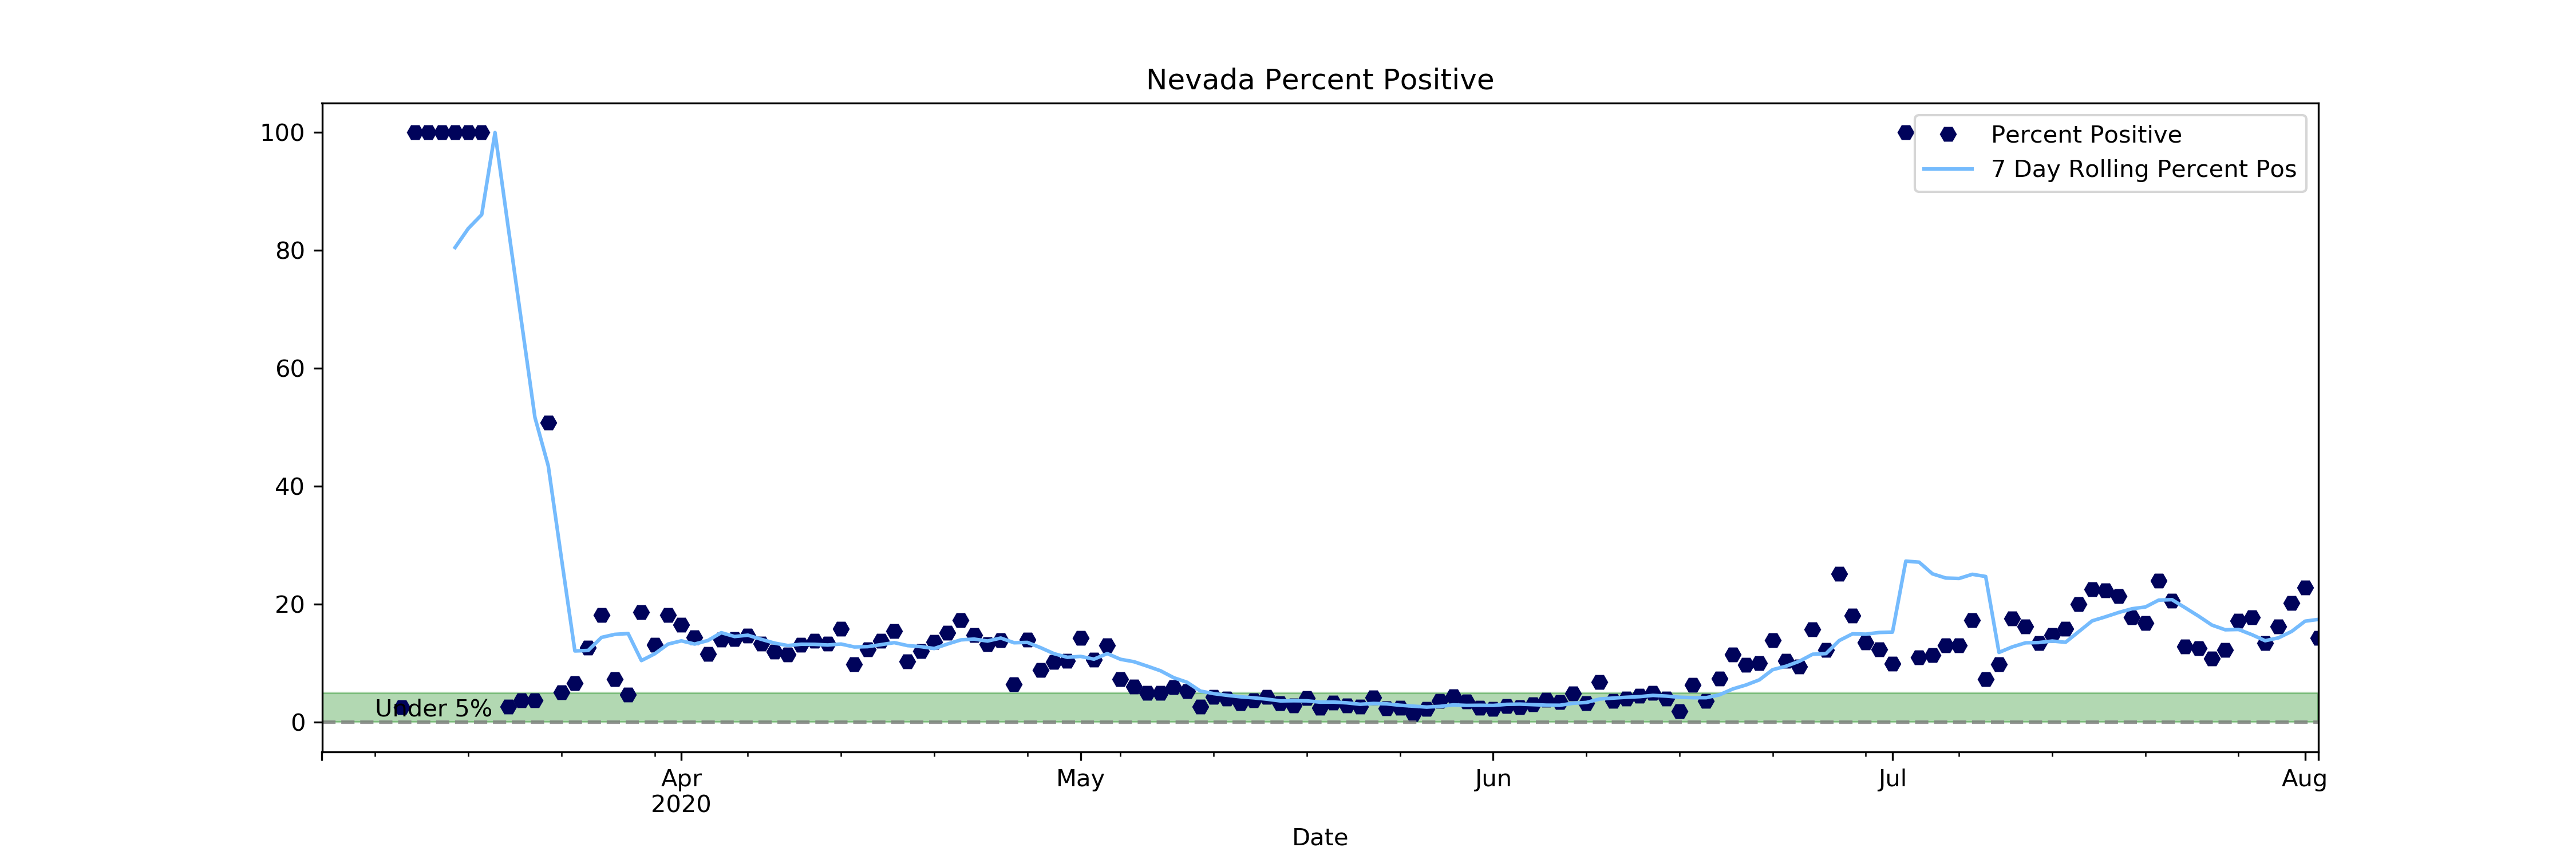 Nevada Percent Positive
100
80
60
40
20
0
Percent Positive
7 Day Rolling Percent Pos
Under 5%
Apr
2020
May
Jun
Jul
Aug
Date